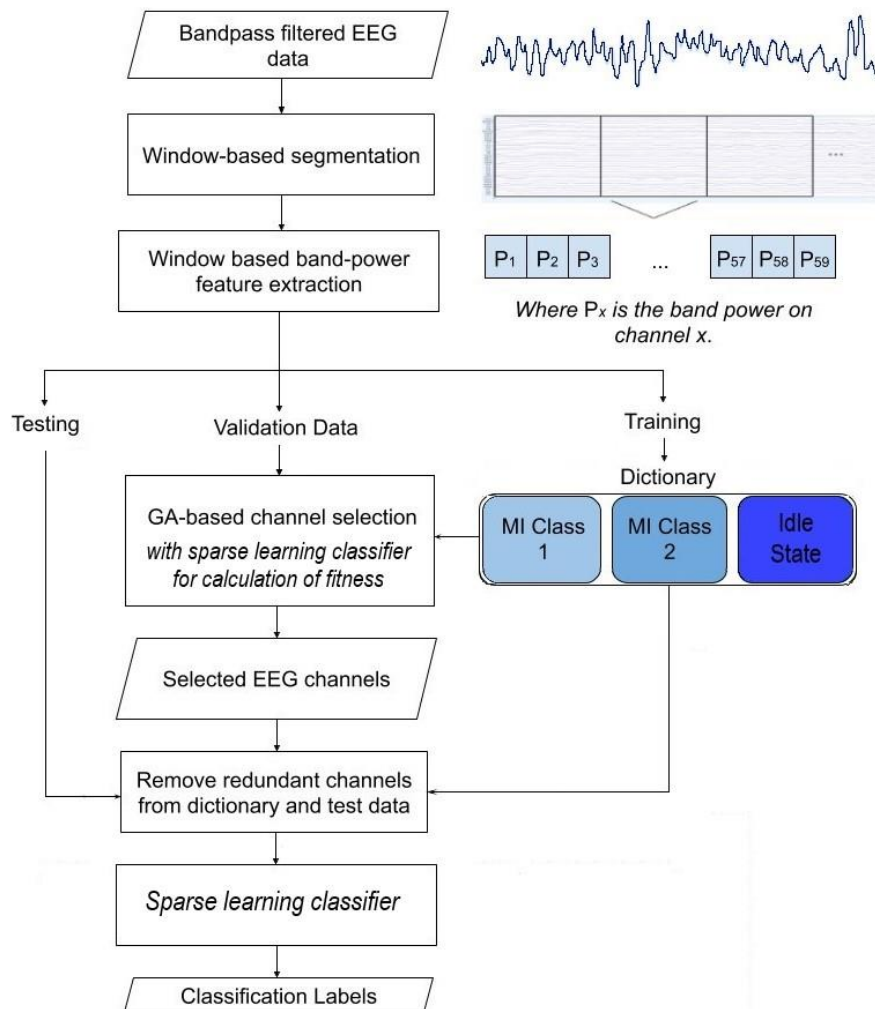 Bandpass filtered EEG
data
Window-based segmentation
...
Window based band-power
feature extraction
P1 P2 P3 ... P57 P58 P59
Where Px is the band power on
channel x.
Testing
Validation Data
Training
Dictionary
GA-based channel selection
with sparse learning classifier
for calculation of fitness
MI Class
1
MI Class
2
Idle
State
Selected EEG channels
Remove redundant channels
from dictionary and test data
Sparse learning classifier
Classification Labels